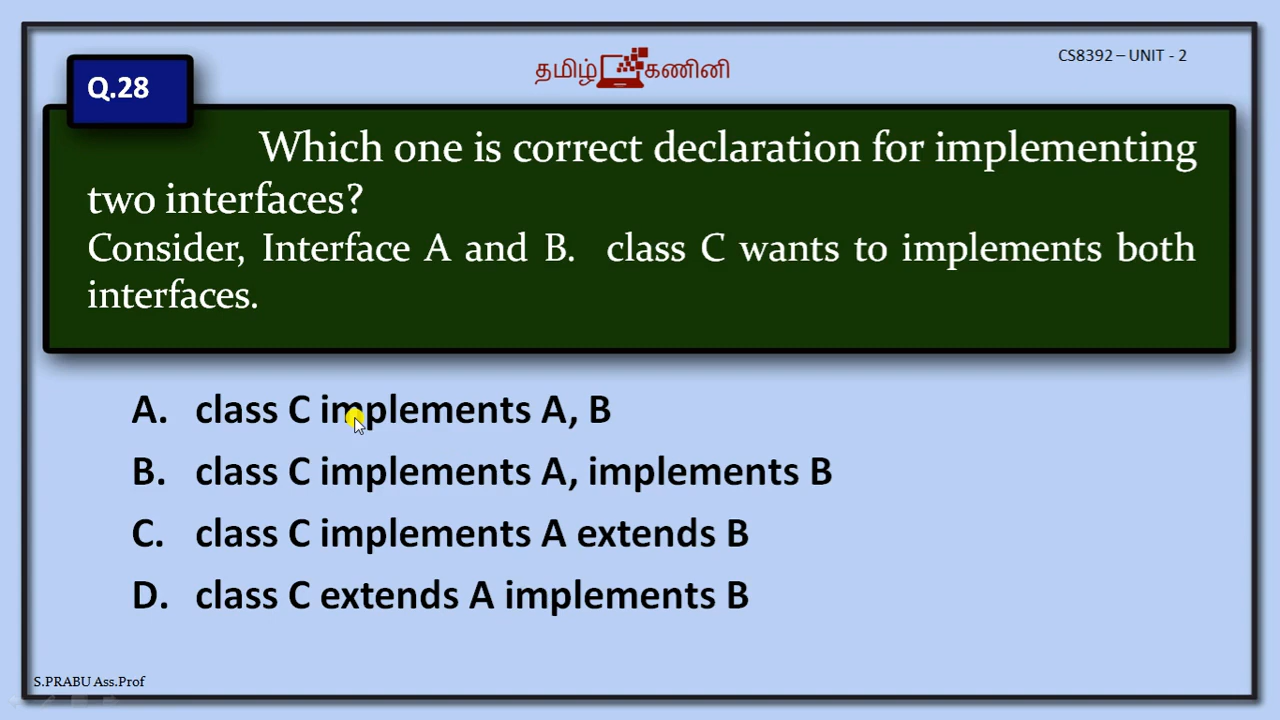 CS8392 – UNIT - 2
தமிழ் கணினி
Q.28
Which one is correct declaration for implementing
two interfaces?
Consider, Interface A and B. class C wants to implements both
interfaces.
A. class C implements A, B
B. class C implements A, implements B
C. class C implements A extends B
D. class C extends A implements B
S.PRABU Ass.Prof